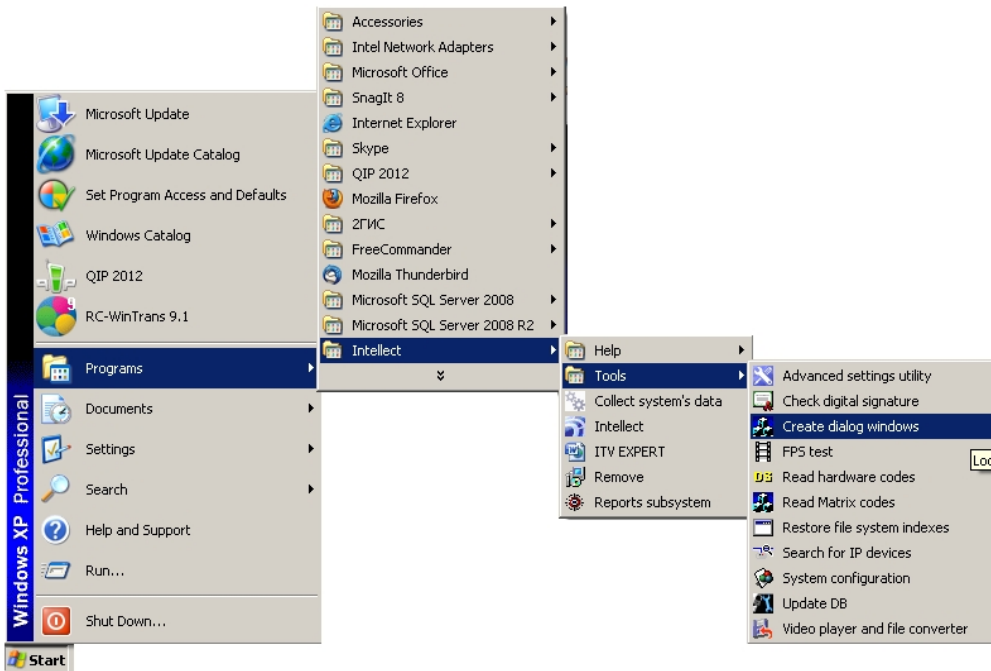 Microsoft Update
Microsoft Update Catalog
Set Program Access and Defaults
Windows Catalog
QIP 2012
9
RC-WinTrans 9.1
Programs
Documents
Settings
Search
Help and Support
Run...
Shut Down...
Windows XP Professional
Start
Accessories
Intel Network Adapters
Microsoft Office
SnagIt 8
Internet Explorer
Skype
QIP 2012
Mozilla Firefox
2ГИС
FreeCommander
Mozilla Thunderbird
Microsoft SQL Server 2008
Microsoft SQL Server 2008 R2
Intellect
Help
Tools
Collect system's data
Intellect
ITV EXPERT
Remove
Reports subsystem
Advanced settings utility
Check digital signature
Create dialog windows
FPS test
Loc
DS Read hardware codes
Read Matrix codes
Restore file system indexes
Search for IP devices
System configuration
Update DB
Video player and file converter